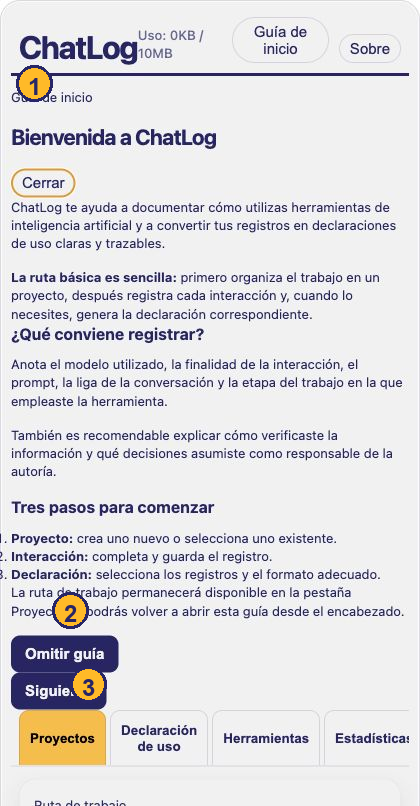 ChatLog
Uso: 0KB /
10MB
Guía de
inicio
Sobre
1
de inicio
Bienvenida a ChatLog
Cerrar
ChatLog te ayuda a documentar cómo utilizas herramientas de
inteligencia artificial y a convertir tus registros en declaraciones
de uso claras y trazables.
La ruta básica es sencilla: primero organiza el trabajo en un
proyecto, después registra cada interacción y, cuando lo
necesites, genera la declaración correspondiente.
¿Qué conviene registrar?
Anota el modelo utilizado, la finalidad de la interacción, el
prompt, la liga de la conversación y la etapa del trabajo en la que
empleaste la herramienta.
También es recomendable explicar cómo verificaste la
información y qué decisiones asumiste como responsable de la
autoría.
Tres pasos para comenzar
1. Proyecto: crea uno nuevo o selecciona uno existente.
2. Interacción: completa y guarda el registro.
3. Declaración: selecciona los registros y el formato adecuado.
La ruta de trabajo permanecerá disponible en la pestaña
2
podrás volver a abrir esta guía desde el encabezado.
Omitir guía
3
Proyectos
Declaración
de uso
Herramientas
Estadísticas
Ruta de trabajo